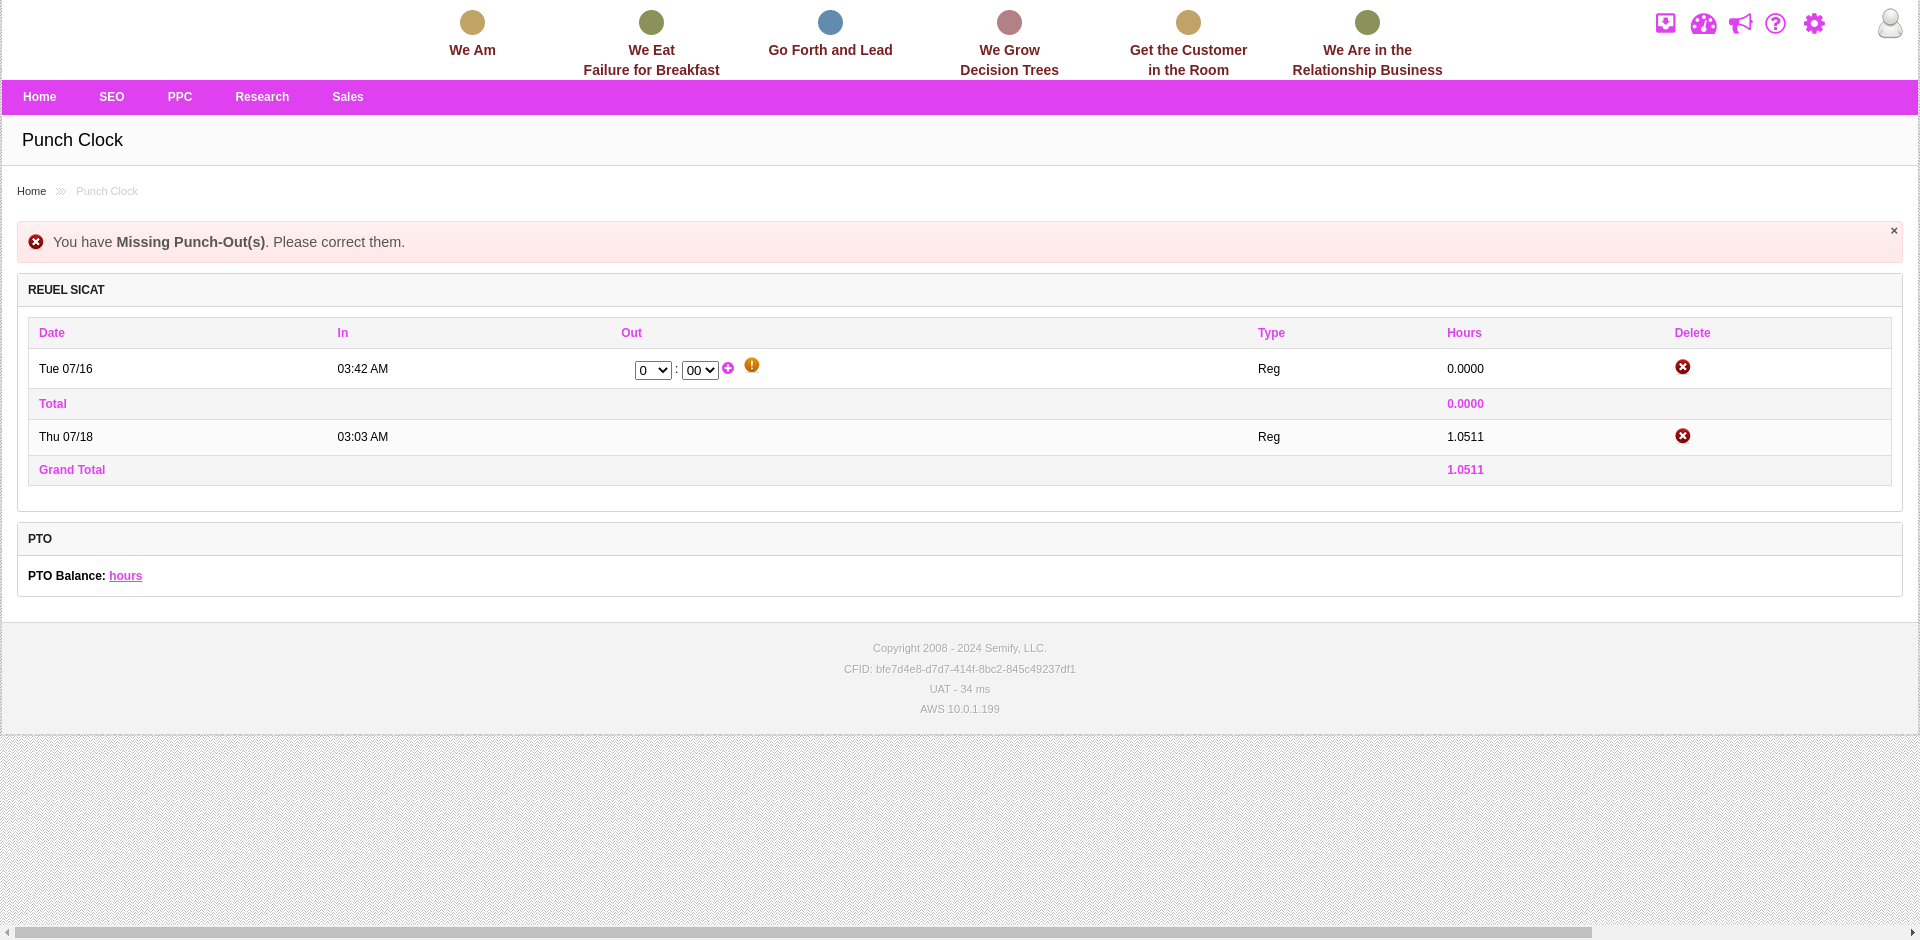 We Am
We Eat
Failure for Breakfast
Go Forth and Lead
We Grow
Decision Trees
Get the Customer
in the Room
We Are in the
Relationship Business
Home SEO PPC Research Sales
Punch Clock
Home Punch Clock
You have Missing Punch-Out(s). Please correct them.
×
REUEL SICAT
Date In Out Type Hours Delete
Tue 07/16 03:42 AM 0 : 00 Reg 0.0000
Total 0.0000
Thu 07/18 03:03 AM Reg 1.0511
Grand Total 1.0511
PTO
PTO Balance: hours
Copyright 2008 - 2024 Semify, LLC.
CFID: bfe7d4e8-d7d7-414f-8bc2-845c49237df1
UAT - 34 ms
AWS 10.0.1.199